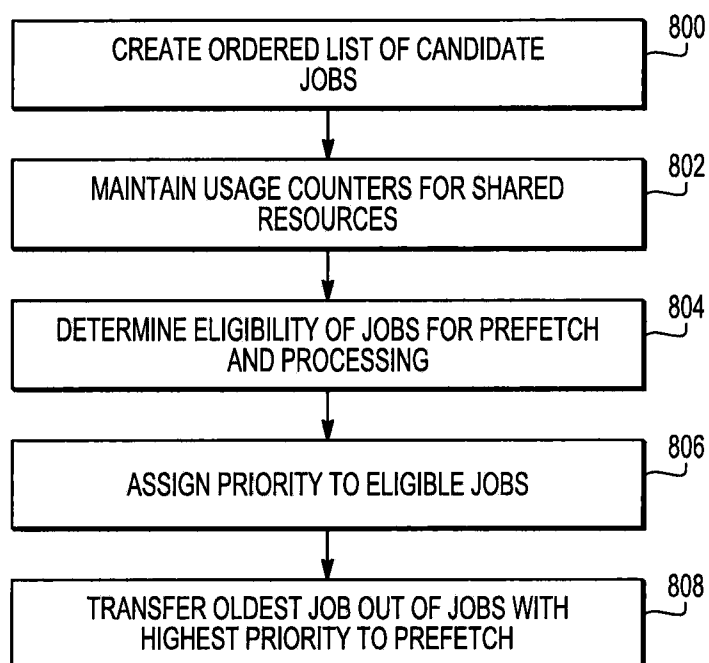 CREATE ORDERED LIST OF CANDIDATE
JOBS
800
MAINTAIN USAGE COUNTERS FOR SHARED
RESOURCES
802
DETERMINE ELIGIBILITY OF JOBS FOR PREFETCH
AND PROCESSING
804
ASSIGN PRIORITY TO ELIGIBLE JOBS
806
TRANSFER OLDEST JOB OUT OF JOBS WITH
HIGHEST PRIORITY TO PREFETCH
808